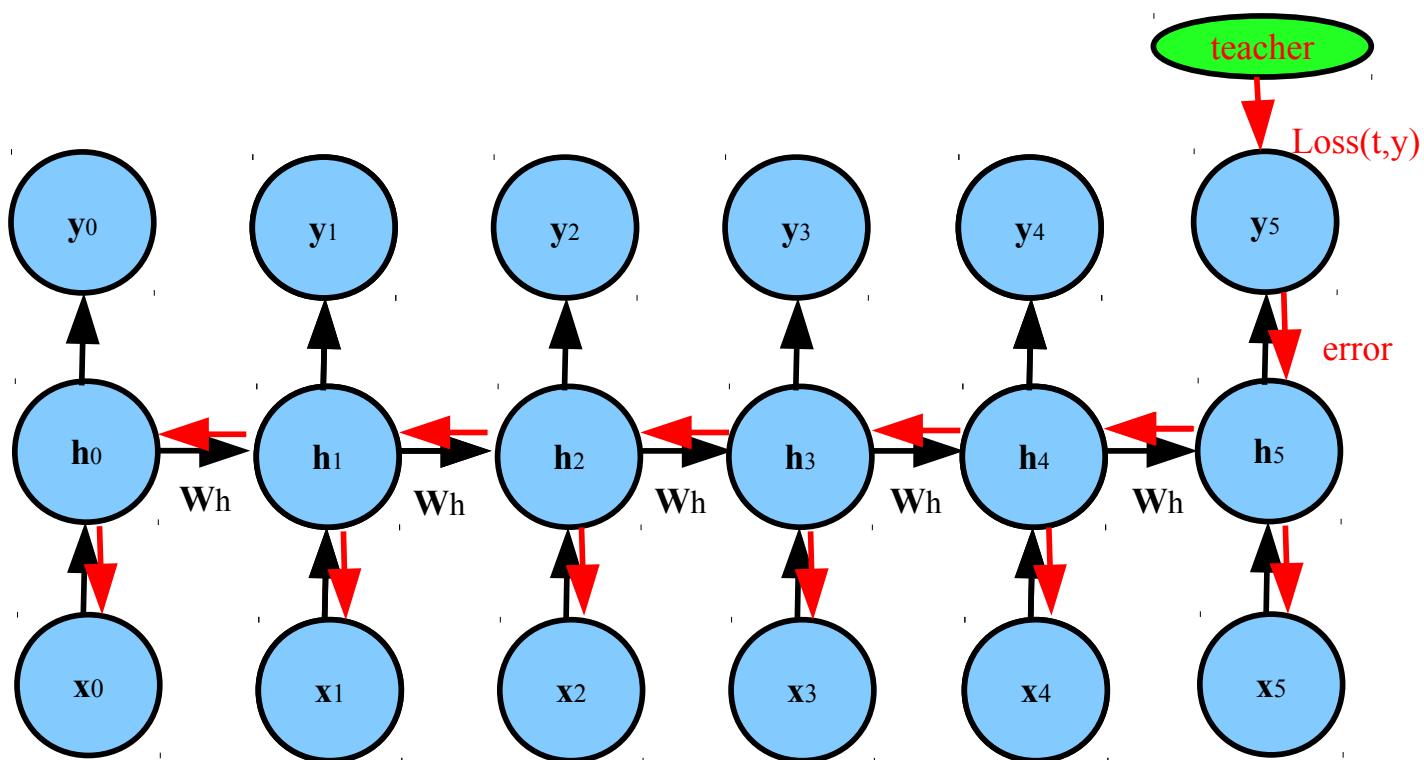 teacher
Loss(t,y)
y0 y1 y2 y3 y4 y5
error
h0 h1 h2 h3 h4 h5
Wh Wh Wh Wh Wh
x0 x1 x2 x3 x4 x5